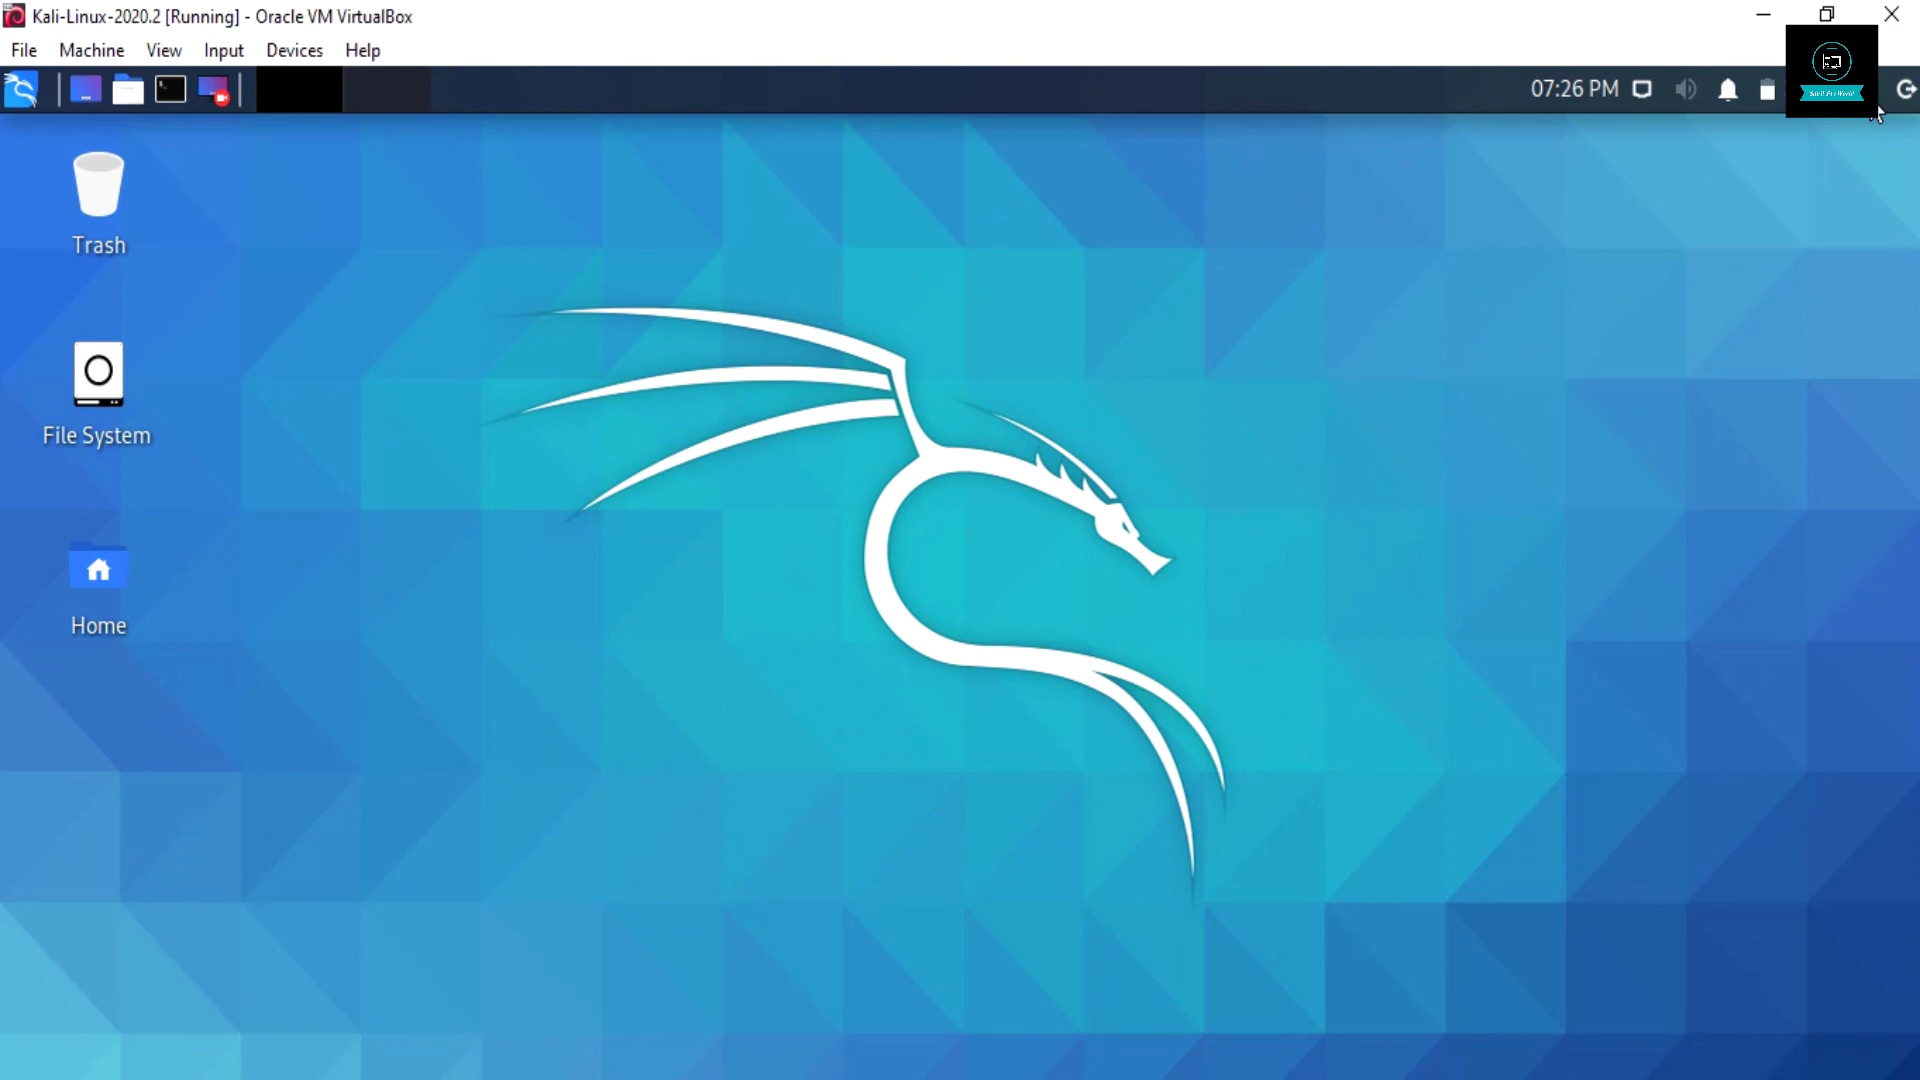 Kali-Linux-2020.2 [Running] - Oracle VM VirtualBox
File Machine View Input Devices Help
07:26 PM
Trash
File System
Home